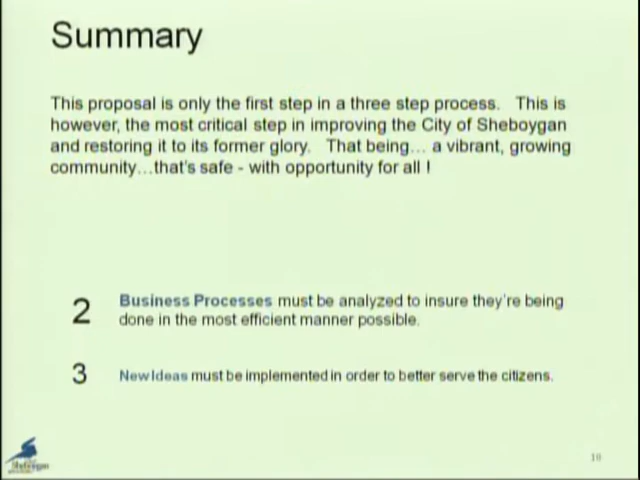 Summary
This proposal is only the first step in a three step process. This is
however, the most critical step in improving the City of Sheboygan
and restoring it to its former glory. That being... a vibrant, growing
community...that's safe - with opportunity for all !
2
Business Processes must be analyzed to insure they're being
done in the most efficient manner possible.
3
New Ideas must be implemented in order to better serve the citizens.
Sheboygan
10